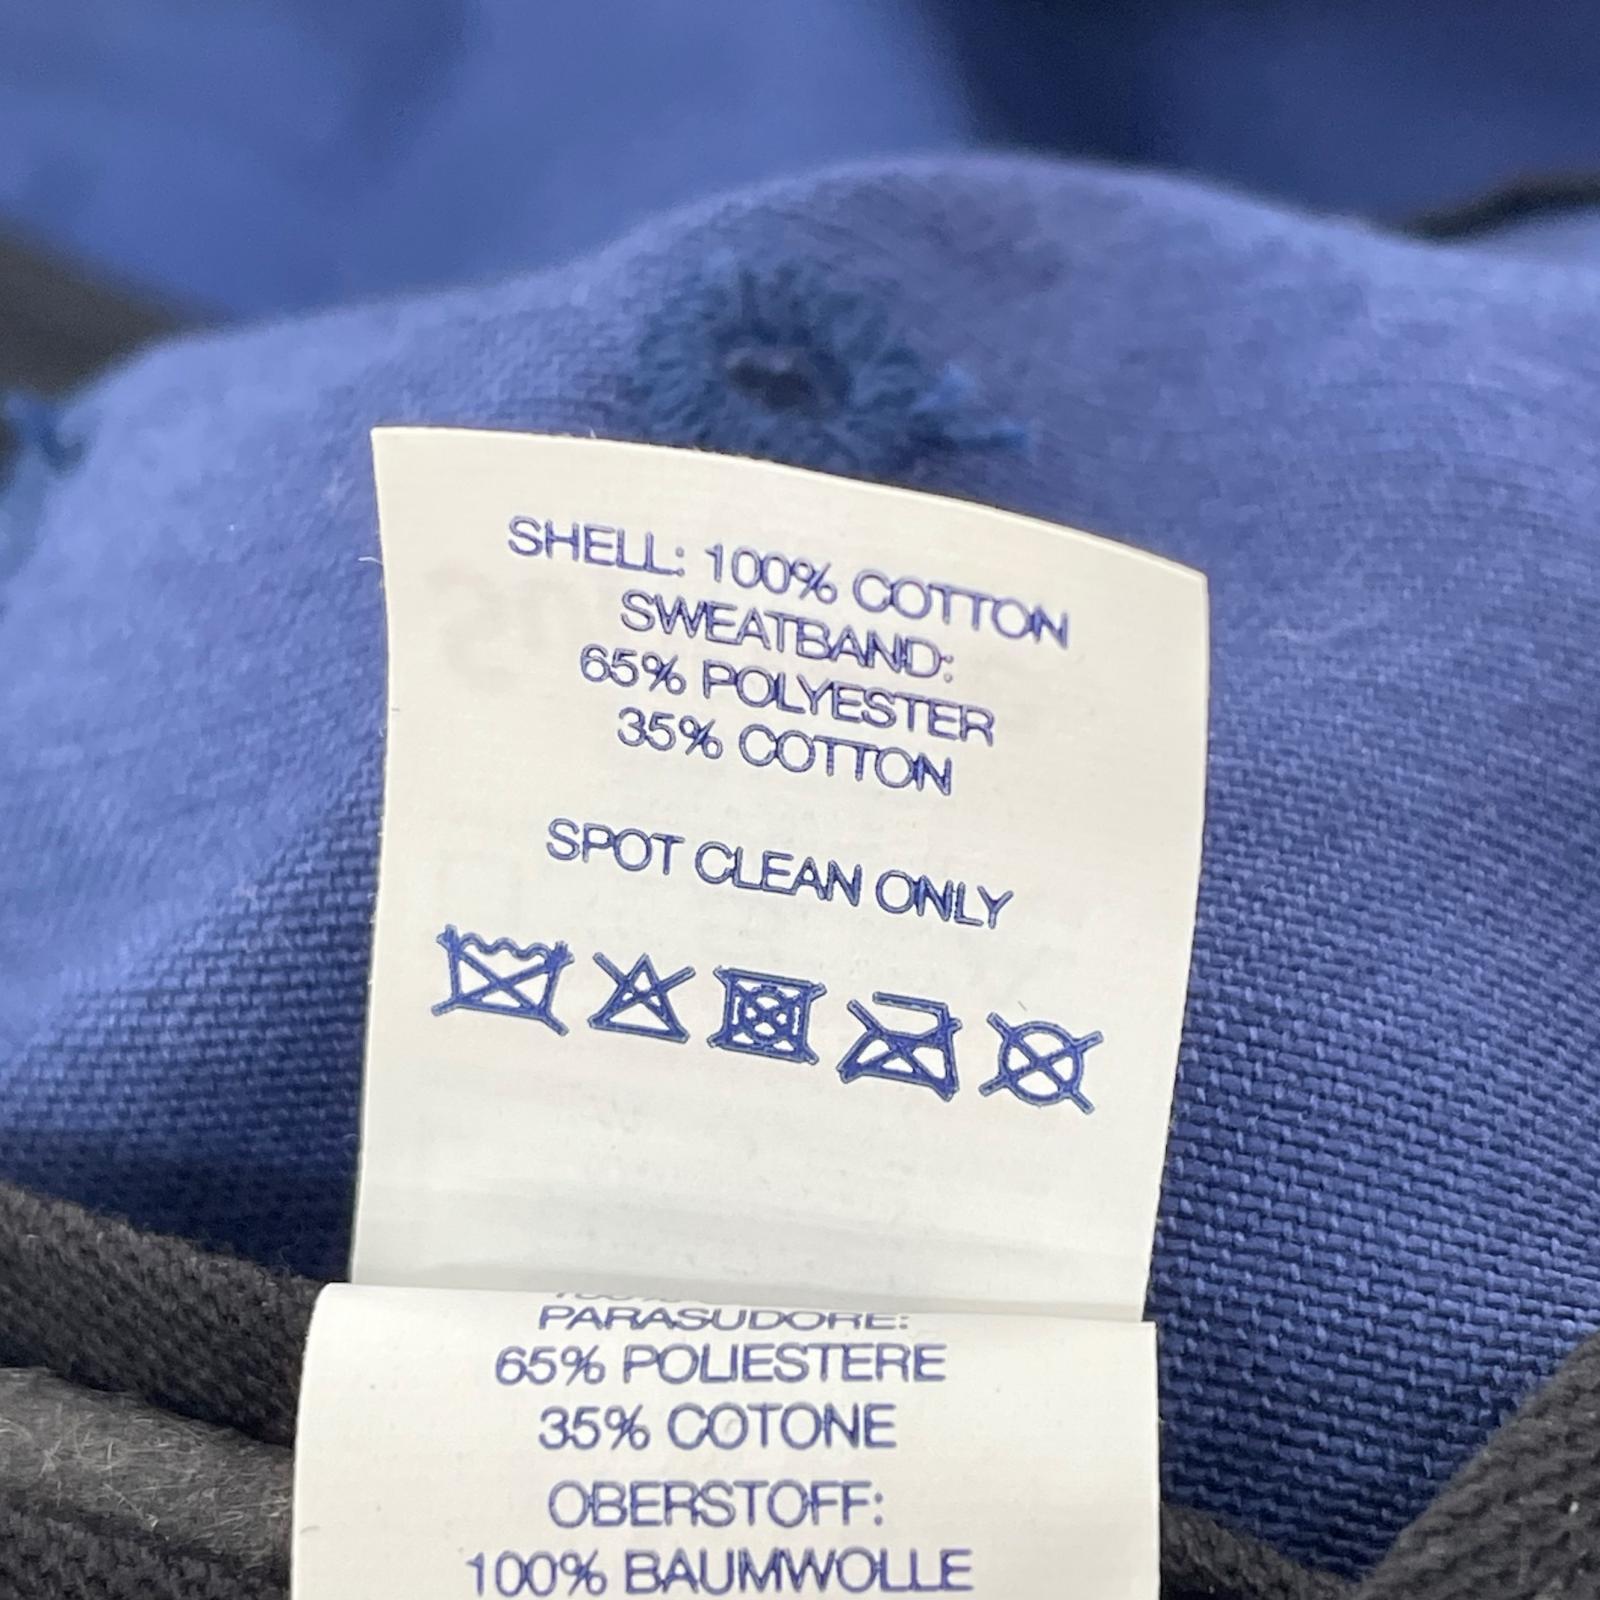 SHELL: 100% COTTON
SWEATBAND:
65% POLYESTER
35% COTTON
SPOT CLEAN ONLY
PARASUDORE:
65% POLIESTERE
35% COTONE
OBERSTOFF:
100% BAUMWOLLE